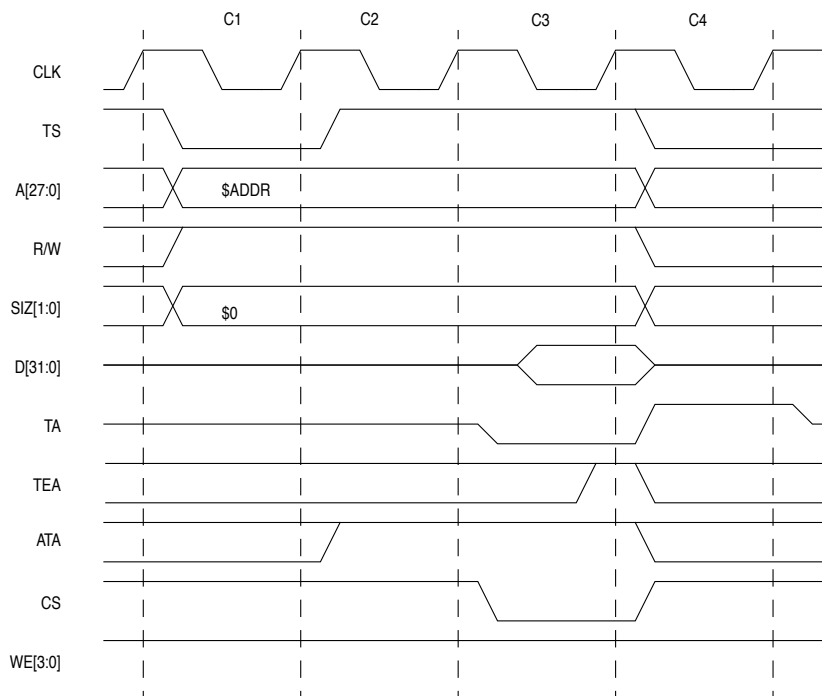 C1 C2 C3 C4
CLK
TS
A[27:0] $ADDR
R/W
SIZ[1:0] $0
D[31:0]
TA
TEA
ATA
CS
WE[3:0]